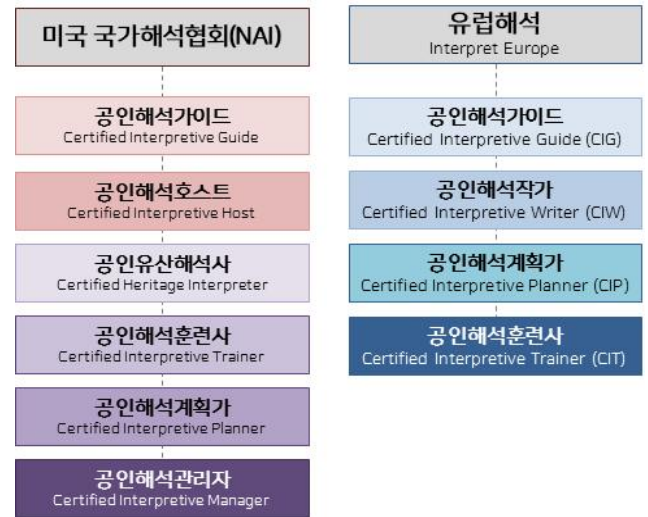 미국 국가해석협회(NAI)
공인해석가이드
Certified Interpretive Guide
공인해석호스트
Certified Interpretive Host
공인유산해석사
Certified Heritage Interpreter
공인해석훈련사
Certified Interpretive Trainer
공인해석계획가
Certified Interpretive Planner
공인해석관리자
Certified Interpretive Manager
유럽해석
Interpret Europe
공인해석가이드
Certified Interpretive Guide (CIG)
공인해석작가
Certified Interpretive Writer (CIW)
공인해석계획가
Certified Interpretive Planner (CIP)
공인해석훈련사
Certified Interpretive Trainer (CIT)